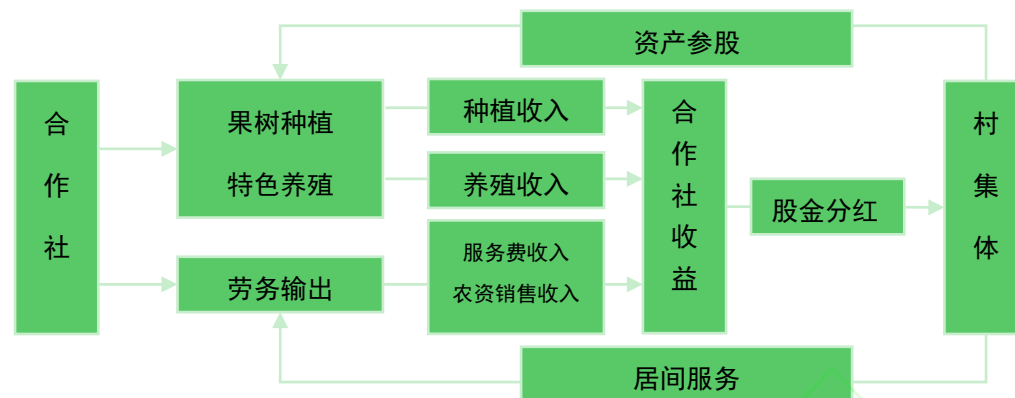 资产参股
合作社
果树种植
特色养殖
种植收入
养殖收入
合作社收益
股金分红
村集体
劳务输出
服务费收入
农资销售收入
居间服务